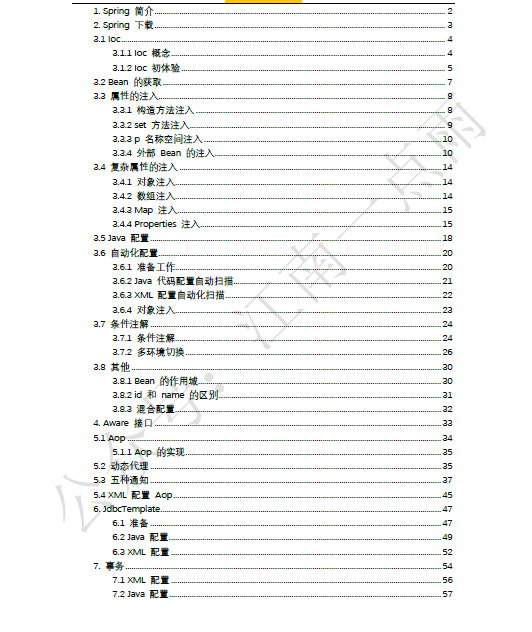 1. Spring 简介 2
2. Spring 下载 3
3.1 Ioc 4
3.1.1 Ioc 概念 4
3.1.2 Ioc 初体验 5
3.2 Bean 的获取 7
3.3 属性的注入 8
3.3.1 构造方法注入 8
3.3.2 set 方法注入 9
3.3.3 p 名称空间注入 10
3.3.4 外部 Bean 的注入 10
3.4 复杂属性的注入 14
3.4.1 对象注入 14
3.4.2 数组注入 14
3.4.3 Map 注入 15
3.4.4 Properties 注入 15
3.5 Java 配置 18
3.6 自动化配置 20
3.6.1 准备工作 20
3.6.2 Java 代码配置自动扫描 21
3.6.3 XML 配置自动化扫描 22
3.6.4 对象注入 23
3.7 条件注解 24
3.7.1 条件注解 24
3.7.2 多环境切换 26
3.8 其他 30
3.8.1 Bean 的作用域 30
3.8.2 id 和 name 的区别 31
3.8.3 混合配置 32
4. Aware 接口 33
5.1 Aop 34
5.1.1 Aop 的实现 35
5.2 动态代理 35
5.3 五种通知 37
5.4 XML 配置 Aop 45
6. JdbcTemplate 47
6.1 准备 47
6.2 Java 配置 49
6.3 XML 配置 52
7. 事务 54
7.1 XML 配置 56
7.2 Java 配置 57
公众号：江南一点雨